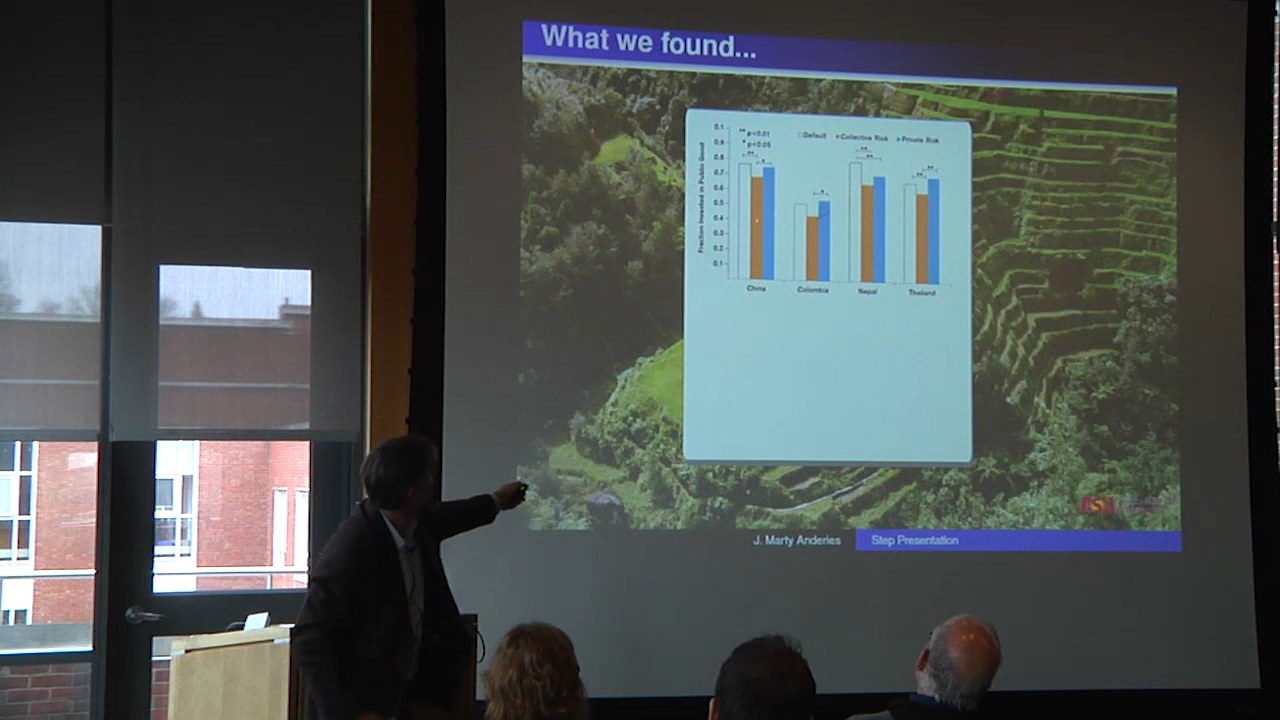 What we found...
** p<0.01
* p<0.05
Default Collective Risk Private Risk
Fraction Invested in Public Good
0.1
0.9
0.8
0.7
0.6
0.5
0.4
0.3
0.2
0.1
** * * ** ** ** **
China Columbia Nepal Thailand
ASU
J. Marty Anderies Step Presentation